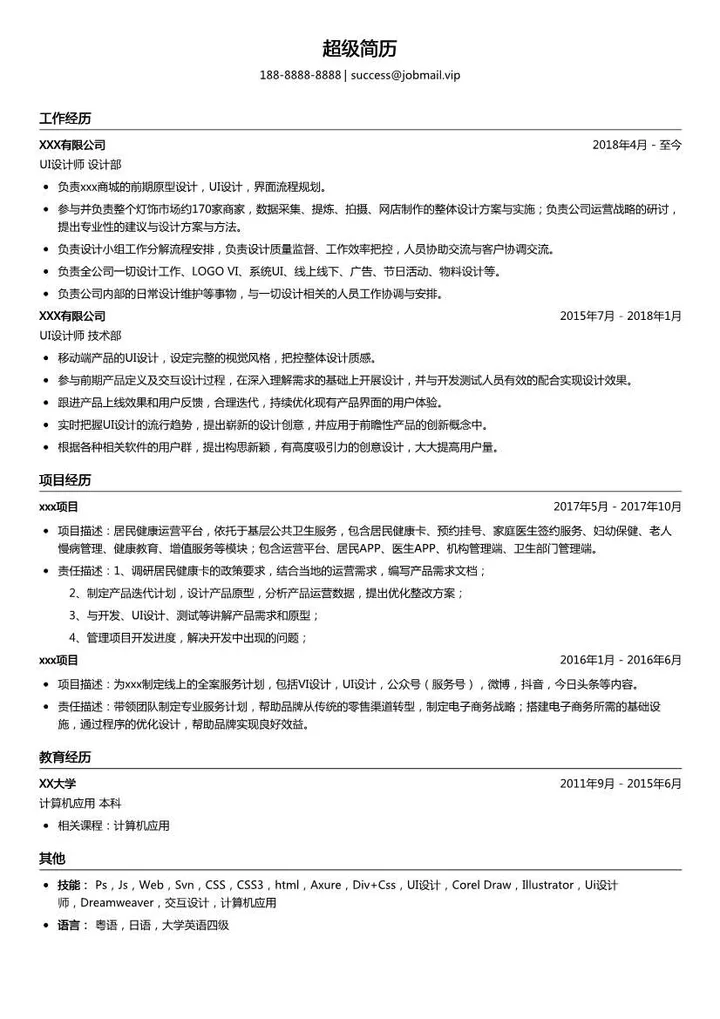 超级简历
188-8888-8888 | success@jobmail.vip
工作经历
XXX有限公司 2018年4月 - 至今
UI设计师 设计部
• 负责xxx商城的前期原型设计，UI设计，界面流程规划。
• 参与并负责整个灯饰市场约170家商家，数据采集、提炼、拍摄、网店制作的整体设计方案与实施；负责公司运营战略的研讨，
提出专业性的建议与设计方案与方法。
• 负责设计小组工作分解流程安排，负责设计质量监督、工作效率把控，人员协助交流与客户协调交流。
• 负责全公司一切设计工作、LOGO VI、系统UI、线上线下、广告、节日活动、物料设计等。
• 负责公司内部的日常设计维护等事物，与一切设计相关的人员工作协调与安排。
XXX有限公司 2015年7月 - 2018年1月
UI设计师 技术部
• 移动端产品的UI设计，设定完整的视觉风格，把控整体设计质感。
• 参与前期产品定义及交互设计过程，在深入理解需求的基础上开展设计，并与开发测试人员有效的配合实现设计效果。
• 跟进产品上线效果和用户反馈，合理迭代，持续优化现有产品界面的用户体验。
• 实时把握UI设计的流行趋势，提出崭新的设计创意，并应用于前瞻性产品的创新概念中。
• 根据各种相关软件的用户群，提出构思新颖，有高度吸引力的创意设计，大大提高用户量。
项目经历
xxx项目 2017年5月 - 2017年10月
• 项目描述：居民健康运营平台，依托于基层公共卫生服务，包含居民健康卡、预约挂号、家庭医生签约服务、妇幼保健、老人
慢病管理、健康教育、增值服务等模块；包含运营平台、居民APP、医生APP、机构管理端、卫生部门管理端。
• 责任描述：1、调研居民健康卡的政策要求，结合当地的运营需求，编写产品需求文档；
2、制定产品迭代计划，设计产品原型，分析产品运营数据，提出优化整改方案；
3、与开发、UI设计、测试等讲解产品需求和原型；
4、管理项目开发进度，解决开发中出现的问题；
xxx项目 2016年1月 - 2016年6月
• 项目描述：为xxx制定线上的全案服务计划，包括VI设计，UI设计，公众号（服务号），微博，抖音，今日头条等内容。
• 责任描述：带领团队制定专业服务计划，帮助品牌从传统的零售渠道转型，制定电子商务战略；搭建电子商务所需的基础设
施，通过程序的优化设计，帮助品牌实现良好效益。
教育经历
XX大学 2011年9月 - 2015年6月
计算机应用 本科
• 相关课程：计算机应用
其他
• 技能： Ps，Js，Web，Svn，CSS，CSS3，html，Axure，Div+Css，UI设计，Corel Draw，Illustrator，Ui设计
师，Dreamweaver，交互设计，计算机应用
• 语言： 粤语，日语，大学英语四级